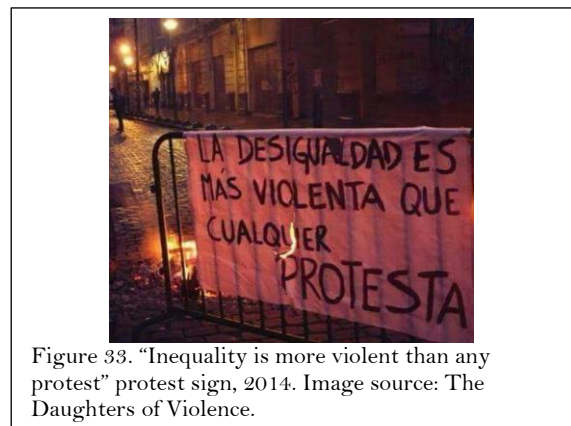 LA DESIGUALDAD ES
MÁS VIOLENTA QUE
CUALQUIER
PROTESTA
Figure 33. “Inequality is more violent than any
protest” protest sign, 2014. Image source: The
Daughters of Violence.